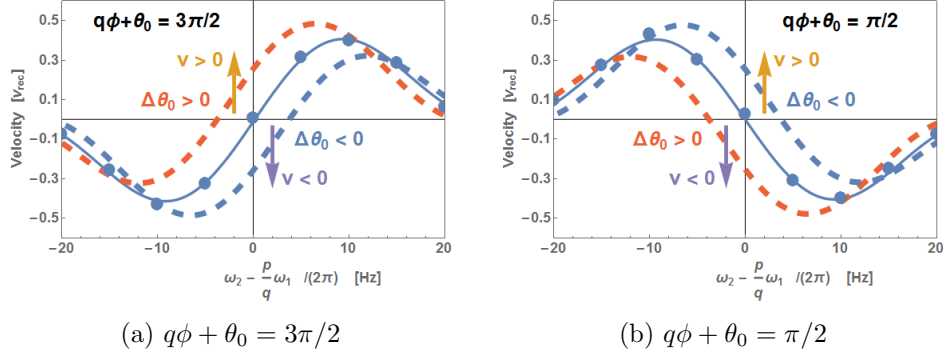 qϕ+θ₀ = 3π/2
v > 0
Δθ₀ > 0
Δθ₀ < 0
v < 0
Velocity [v_rec]
0.5
0.3
0.1
−0.1
−0.3
−0.5
−20 −10 0 10 20
ω₂ − p/q ω₁ /(2π) [Hz]
(a) qϕ + θ₀ = 3π/2
qϕ+θ₀ = π/2
v > 0
Δθ₀ < 0
Δθ₀ > 0
v < 0
Velocity [v_rec]
0.5
0.3
0.1
−0.1
−0.3
−0.5
−20 −10 0 10 20
ω₂ − p/q ω₁ /(2π) [Hz]
(b) qϕ + θ₀ = π/2